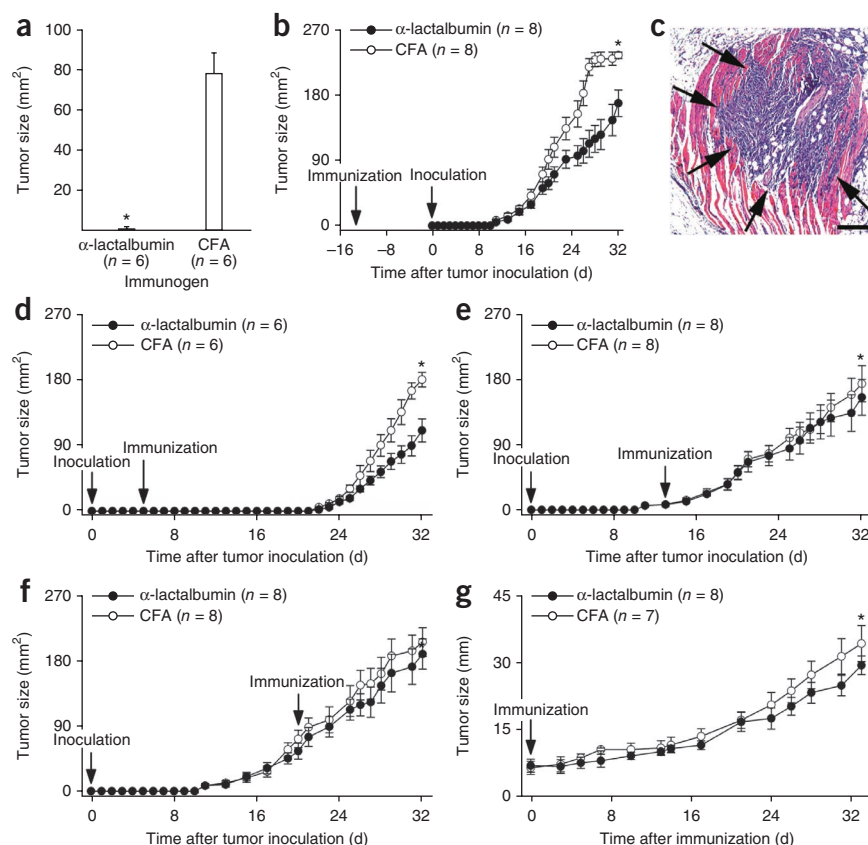 a
Tumor size (mm²)
100
80
60
40
20
*
α-lactalbumin
(n = 6)
CFA
(n = 6)
Immunogen
b
α-lactalbumin (n = 8)
CFA (n = 8)
*
Tumor size (mm²)
270
180
90
0
Immunization
Inoculation
−16
−8
0
8
16
24
32
Time after tumor inoculation (d)
c
d
α-lactalbumin (n = 6)
CFA (n = 6)
*
Tumor size (mm²)
270
180
90
0
Inoculation
Immunization
0
8
16
24
32
Time after tumor inoculation (d)
e
α-lactalbumin (n = 8)
CFA (n = 8)
*
Tumor size (mm²)
270
180
90
0
Inoculation
Immunization
0
8
16
24
32
Time after tumor inoculation (d)
f
α-lactalbumin (n = 8)
CFA (n = 8)
Tumor size (mm²)
270
180
90
0
Inoculation
Immunization
*
0
8
16
24
32
Time after tumor inoculation (d)
g
α-lactalbumin (n = 8)
CFA (n = 7)
*
Tumor size (mm)
45
30
15
0
Immunization
0
8
16
24
32
Time after immunization (d)